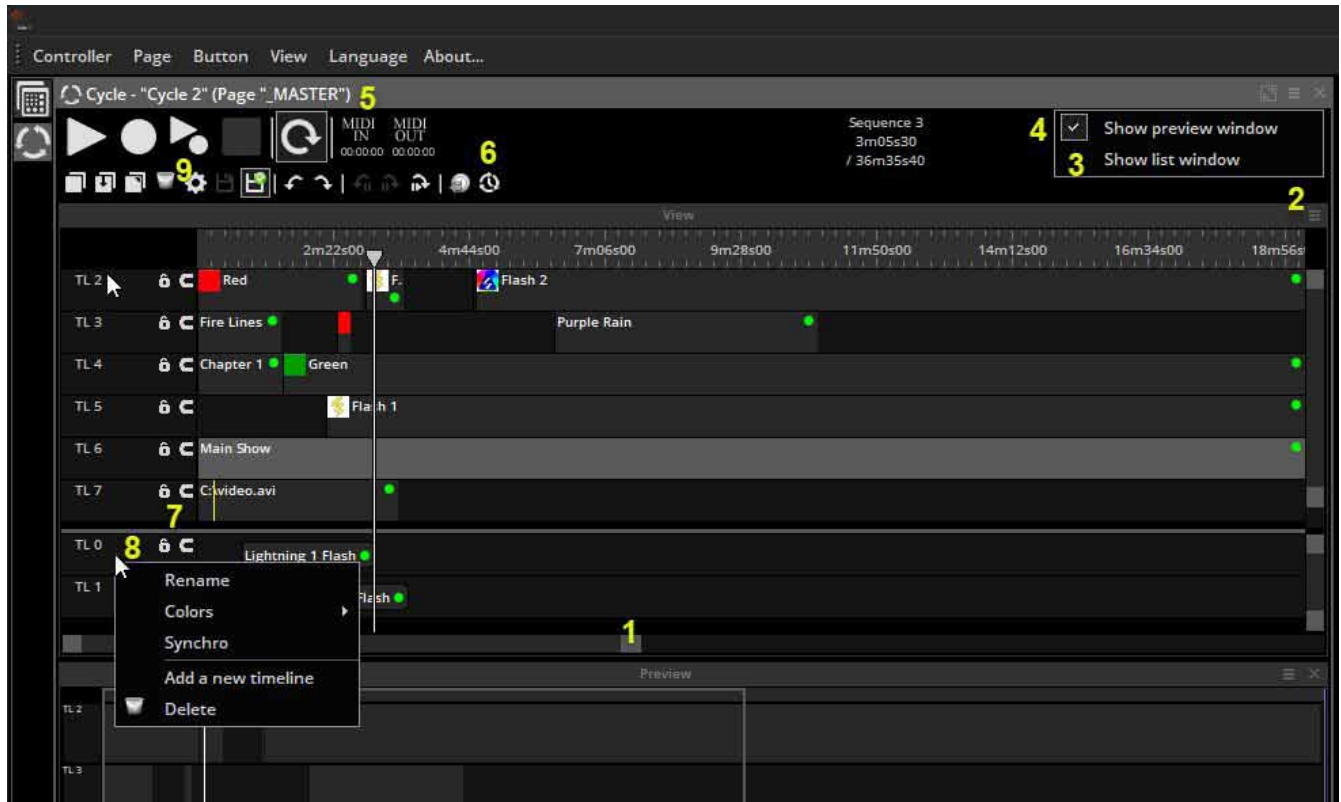 Controller Page Button View Language About...
Cycle - "Cycle 2" (Page "_MASTER")
5
MIDI IN
00:00:00
MIDI OUT
00:00:00
Sequence 3
3m05s30
/ 36m35s40
4
Show preview window
3
Show list window
6
9
2
View
2m22s00 4m44s00 7m06s00 9m28s00 11m50s00 14m12s00 16m34s00 18m56s
TL 2 Red F. Flash 2
TL 3 Fire Lines Purple Rain
TL 4 Chapter 1 Green
TL 5 Flash 1
TL 6 Main Show
TL 7 C:\video.avi
7
TL 0 8 Lightning 1 Flash
TL 1 Flash
Rename
Colors
Synchro
Add a new timeline
Delete
1
Preview
TL 2
TL 3